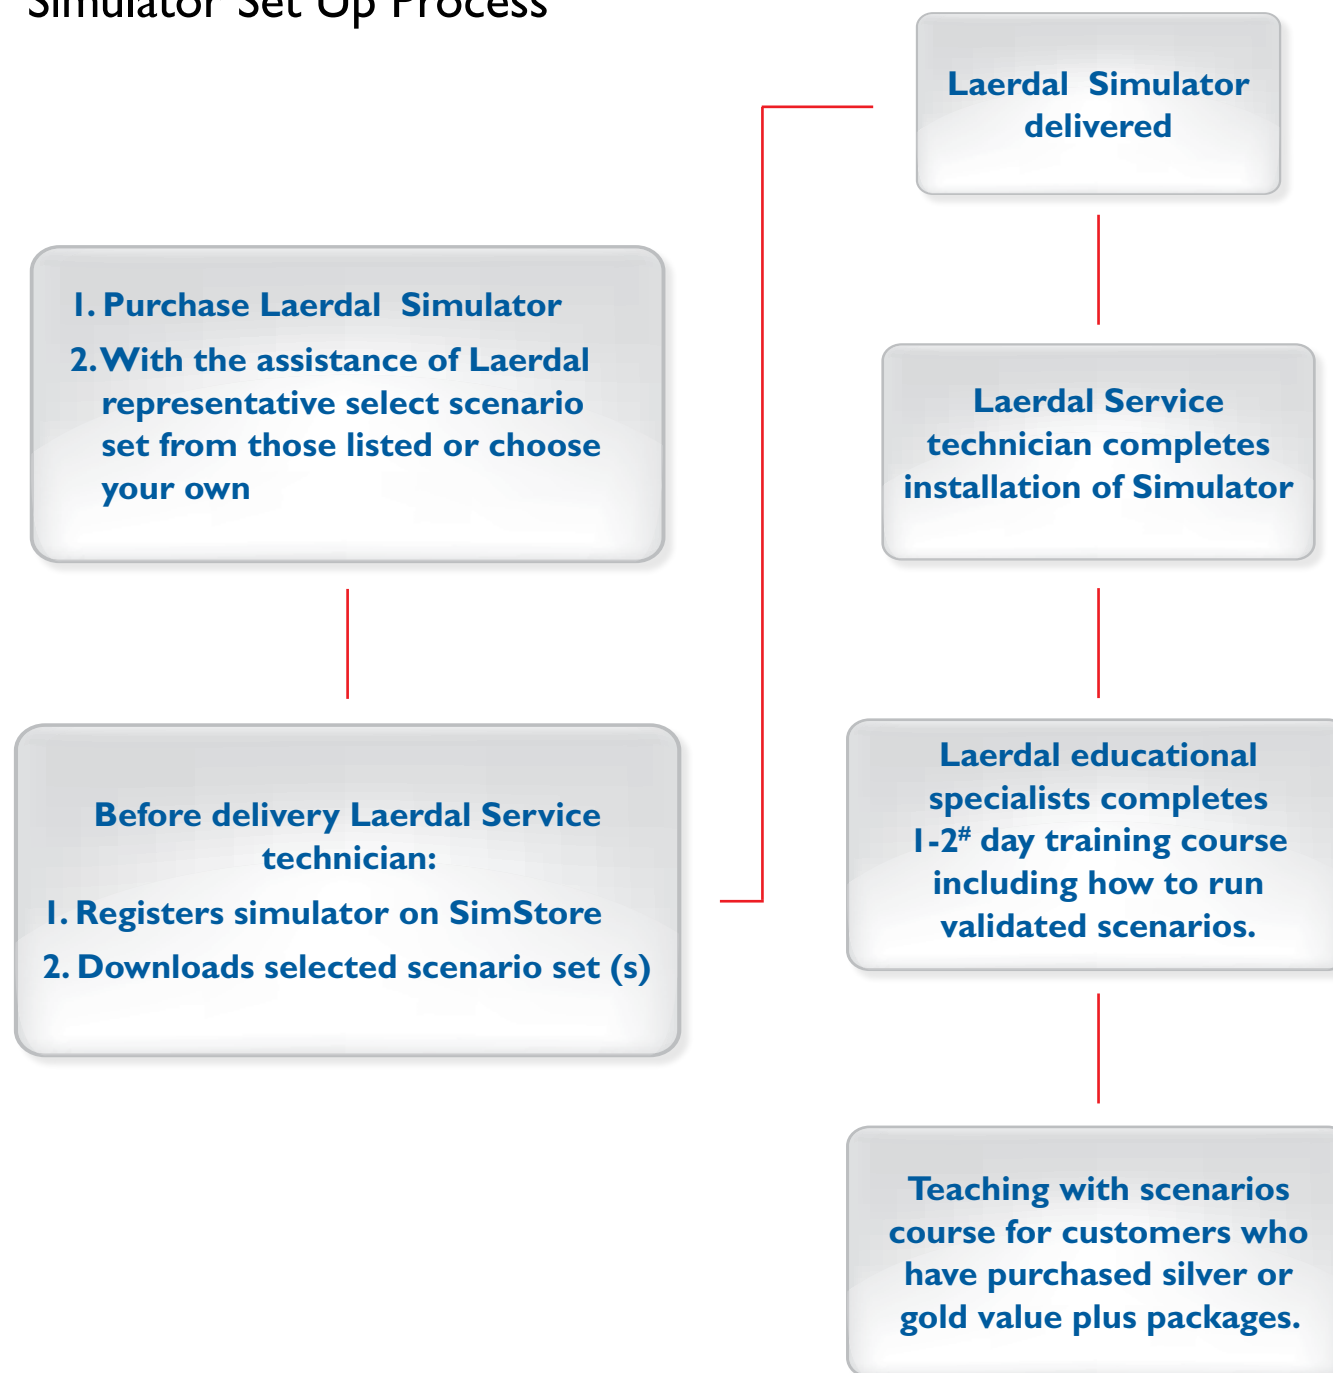 Simulator Set Up Process
1. Purchase Laerdal Simulator
2. With the assistance of Laerdal
representative select scenario
set from those listed or choose
your own
Before delivery Laerdal Service
technician:
1. Registers simulator on SimStore
2. Downloads selected scenario set (s)
Laerdal Simulator
delivered
Laerdal Service
technician completes
installation of Simulator
Laerdal educational
specialists completes
1-2# day training course
including how to run
validated scenarios.
Teaching with scenarios
course for customers who
have purchased silver or
gold value plus packages.